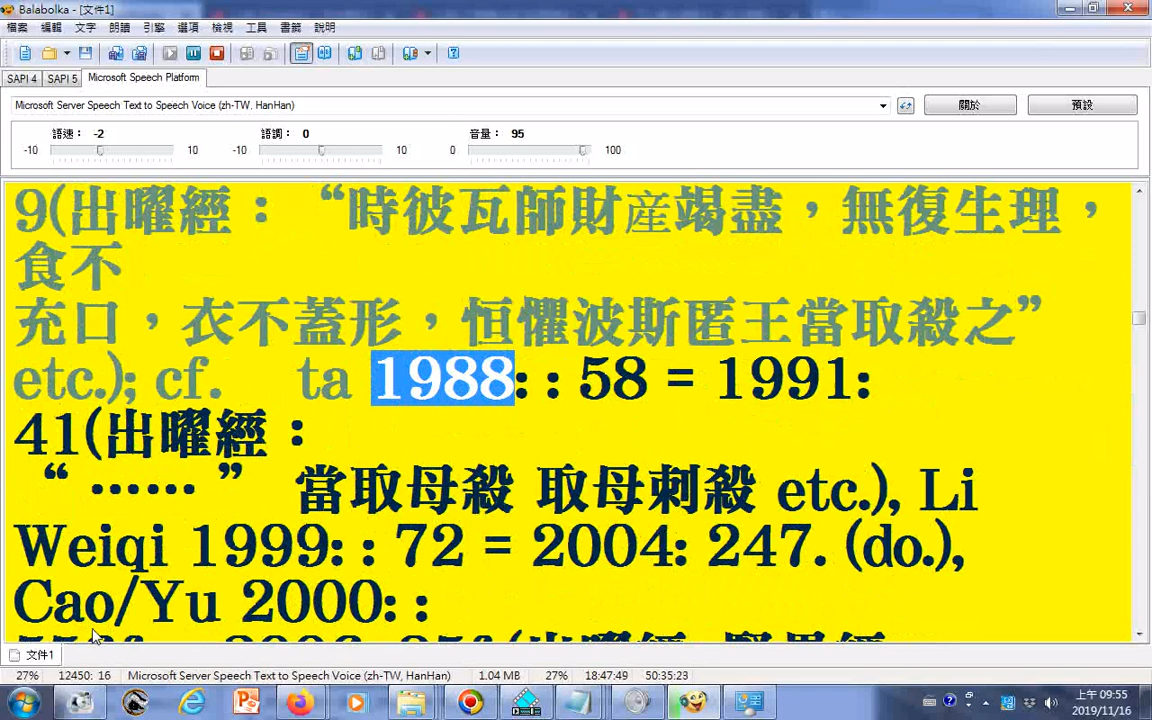 Balabolka - [文件1]
檔案 編輯 文字 朗讀 引擎 選項 檢視 工具 書籤 說明
SAPI 4 SAPI 5 Microsoft Speech Platform
Microsoft Server Speech Text to Speech Voice (zh-TW, HanHan) 關於 預設
語速： -2 語調： 0 音量： 95
-10 10 -10 10 0 100
9(出曜經： “時彼瓦師財産竭盡，無復生理，
食不
充口，衣不蓋形，恒懼波斯匿王當取殺之”
etc.); cf. ta 1988: : 58 = 1991:
41(出曜經：
“ …… ” 當取母殺 取母刺殺 etc.), Li
Weiqi 1999: : 72 = 2004: 247. (do.),
Cao/Yu 2000: :
文件1
27% 12450: 16 Microsoft Server Speech Text to Speech Voice (zh-TW, HanHan) 1.04 MB 27% 18:47:49 50:35:23
上午 09:55
2019/11/16